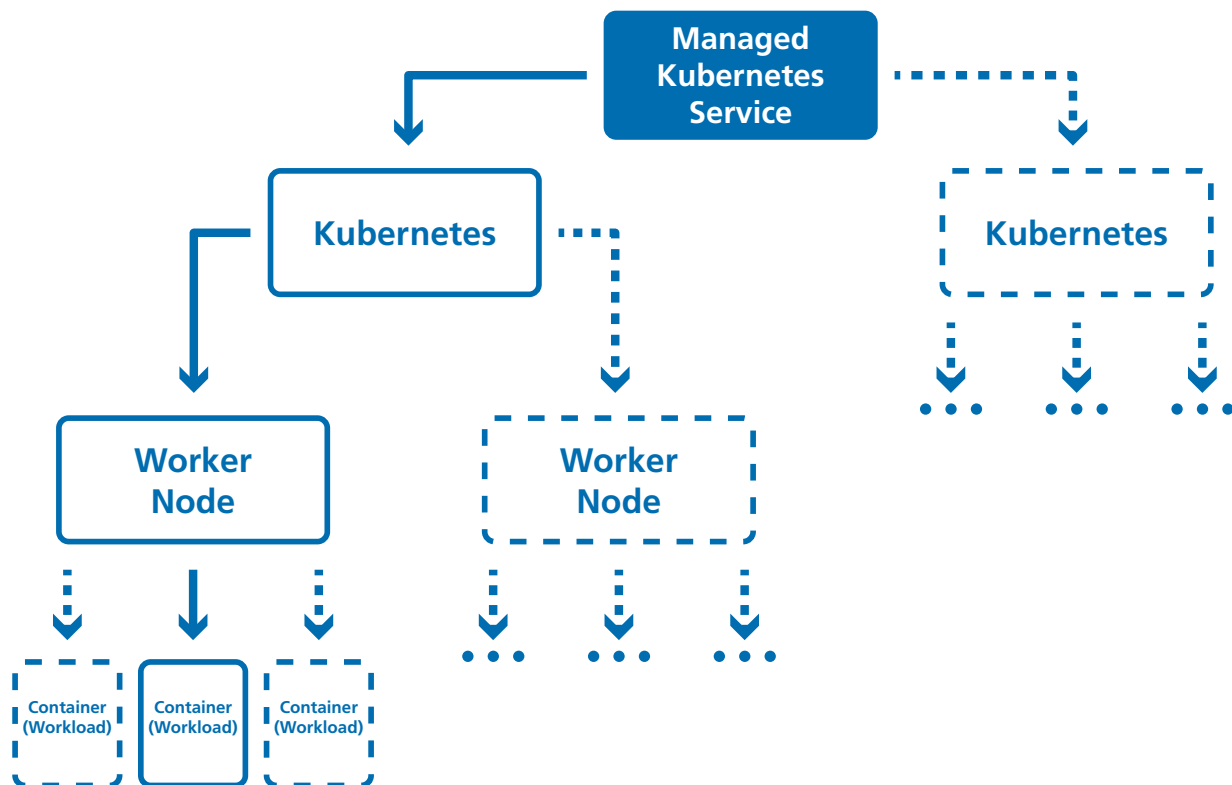 Managed
Kubernetes
Service
Kubernetes
Kubernetes
Worker
Node
Worker
Node
Container
(Workload)
Container
(Workload)
Container
(Workload)